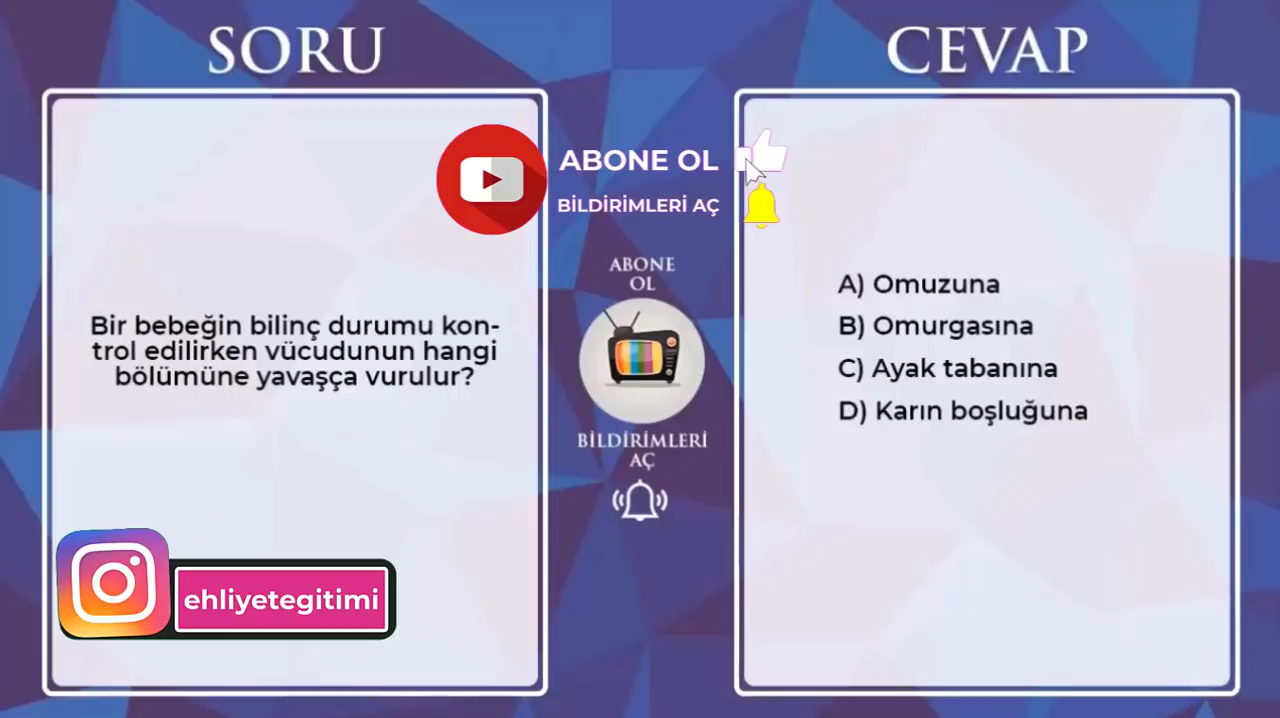 SORU
CEVAP
ABONE OL
BİLDİRİMLERİ AÇ
ABONE
OL
Bir bebeğin bilinç durumu kon-
trol edilirken vücudunun hangi
bölümüne yavaşça vurulur?
A) Omuzuna
B) Omurgasına
C) Ayak tabanına
D) Karın boşluğuna
BİLDİRİMLERİ
AÇ
ehliyetegitimi